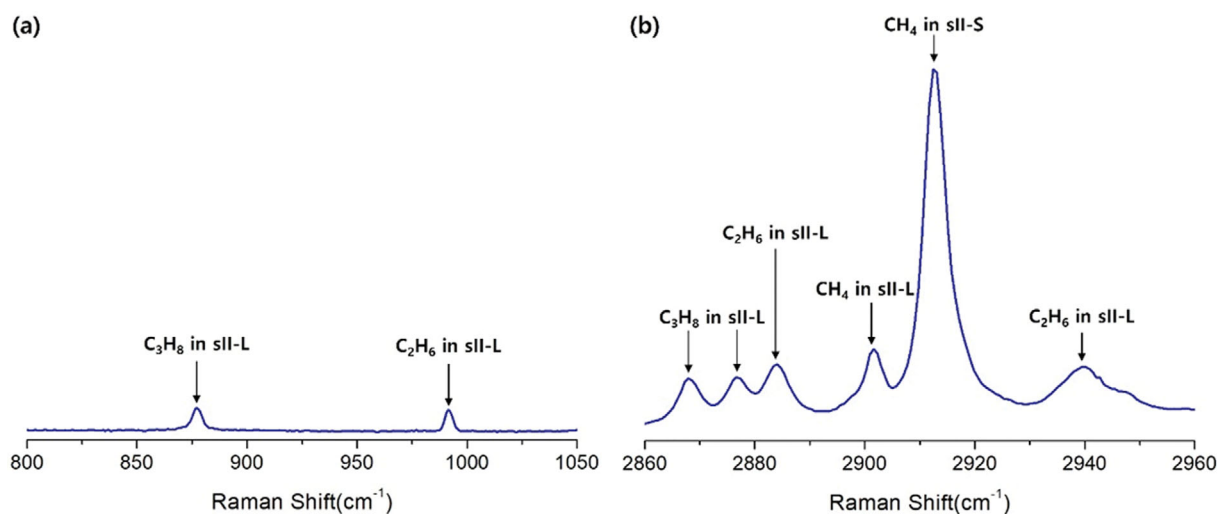 (a)
C₃H₈ in sII-L
C₂H₆ in sII-L
800 850 900 950 1000 1050
Raman Shift(cm⁻¹)
(b)
CH₄ in sII-S
C₂H₆ in sII-L
CH₄ in sII-L
C₃H₈ in sII-L
C₂H₆ in sII-L
2860 2880 2900 2920 2940 2960
Raman Shift(cm⁻¹)